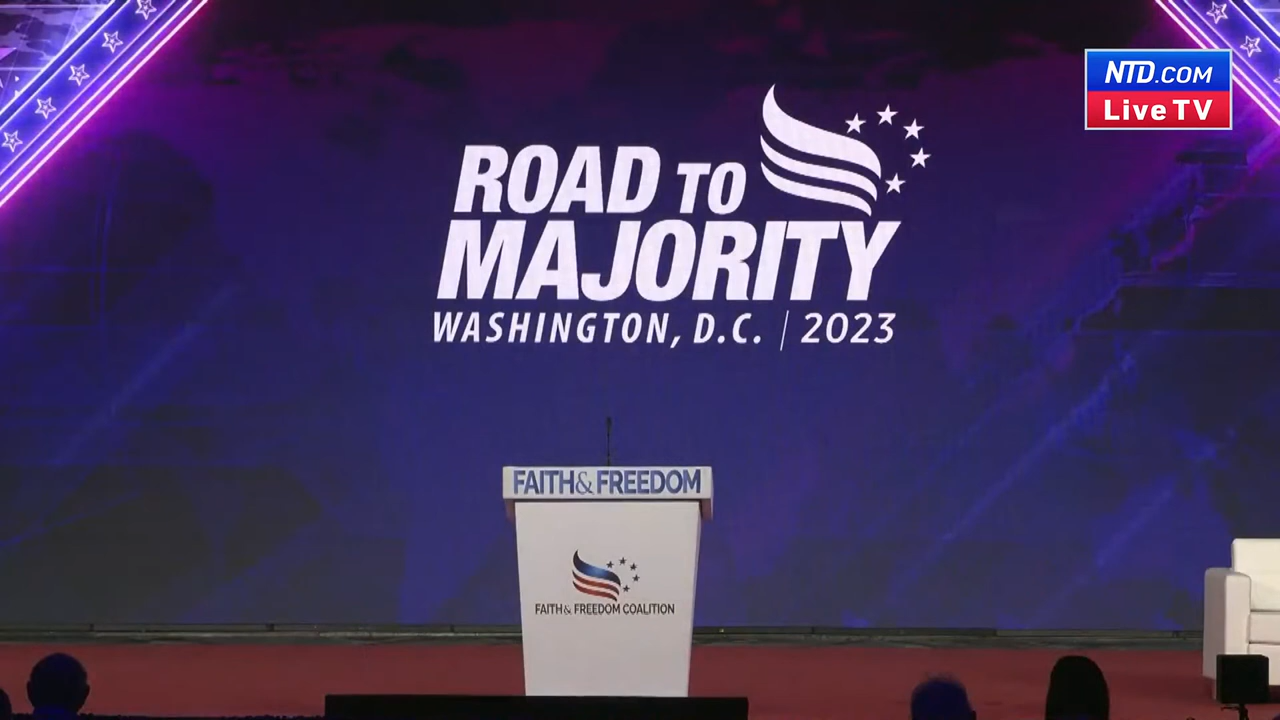 NTD.COM
Live TV
ROAD TO
MAJORITY
WASHINGTON, D.C. | 2023
FAITH & FREEDOM
FAITH & FREEDOM COALITION